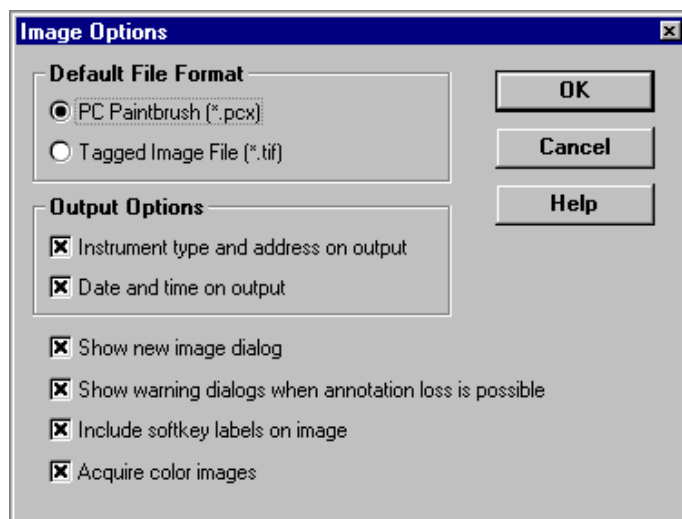 Image Options
Default File Format
PC Paintbrush (*.pcx)
Tagged Image File (*.tif)
OK
Cancel
Help
Output Options
Instrument type and address on output
Date and time on output
Show new image dialog
Show warning dialogs when annotation loss is possible
Include softkey labels on image
Acquire color images